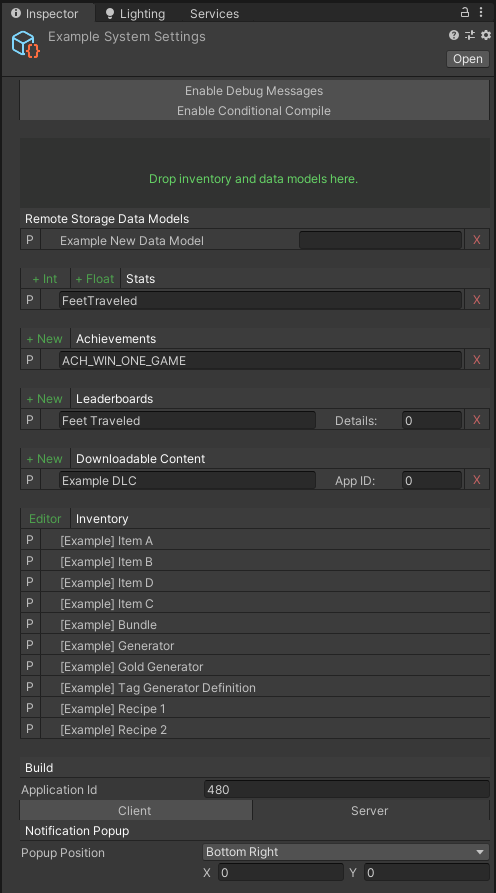 Inspector Lighting Services
Example System Settings
Open
Enable Debug Messages
Enable Conditional Compile
Drop inventory and data models here.
Remote Storage Data Models
P Example New Data Model X
+ Int + Float Stats
P FeetTraveled X
+ New Achievements
P ACH_WIN_ONE_GAME X
+ New Leaderboards
P Feet Traveled Details: 0 X
+ New Downloadable Content
P Example DLC App ID: 0 X
Editor Inventory
P [Example] Item A
P [Example] Item B
P [Example] Item D
P [Example] Item C
P [Example] Bundle
P [Example] Generator
P [Example] Gold Generator
P [Example] Tag Generator Definition
P [Example] Recipe 1
P [Example] Recipe 2
Build
Application Id 480
Client Server
Notification Popup
Popup Position Bottom Right
X 0 Y 0